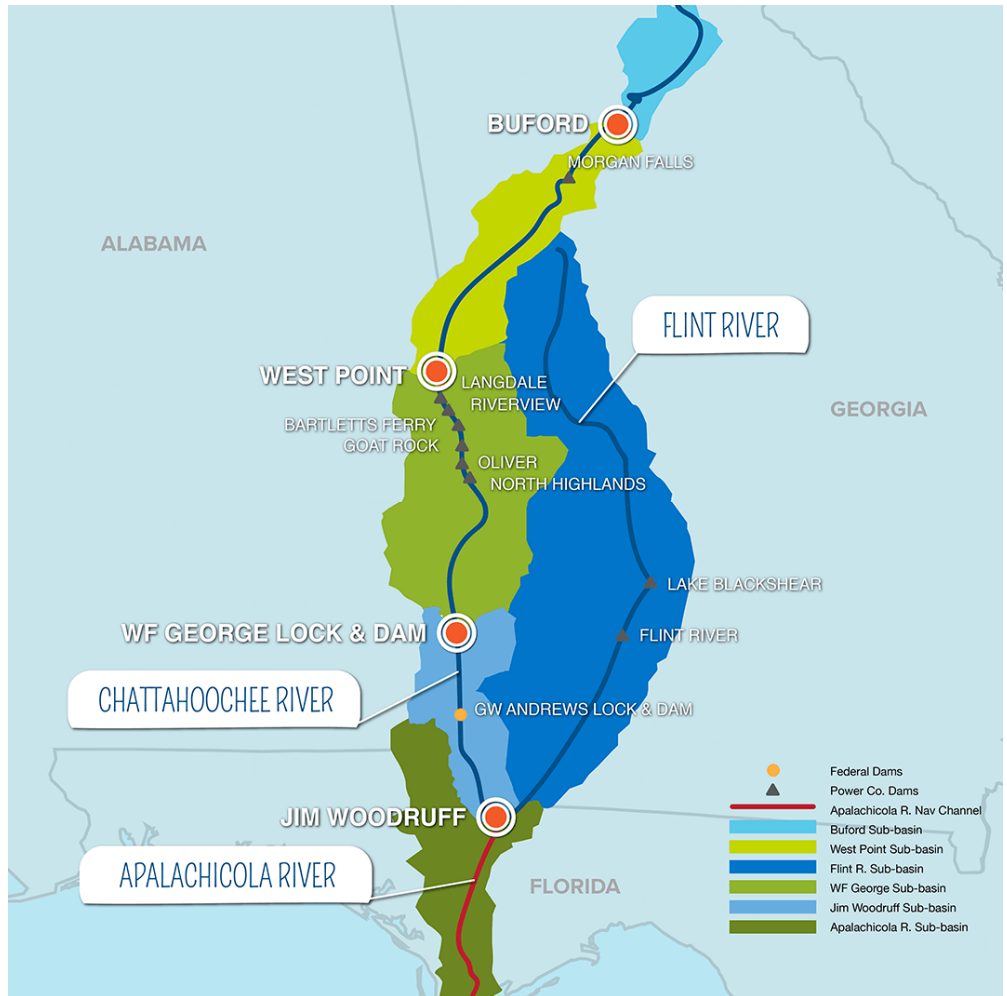 BUFORD
MORGAN FALLS
ALABAMA
FLINT RIVER
WEST POINT
LANGDALE
RIVERVIEW
GEORGIA
BARTLETTS FERRY
GOAT ROCK
OLIVER
NORTH HIGHLANDS
LAKE BLACKSHEAR
WF GEORGE LOCK & DAM
FLINT RIVER
CHATTAHOOCHEE RIVER
GW ANDREWS LOCK & DAM
JIM WOODRUFF
APALACHICOLA RIVER
FLORIDA
Federal Dams
Power Co. Dams
Apalachicola R. Nav Channel
Buford Sub-basin
West Point Sub-basin
Flint R. Sub-basin
WF George Sub-basin
Jim Woodruff Sub-basin
Apalachicola R. Sub-basin